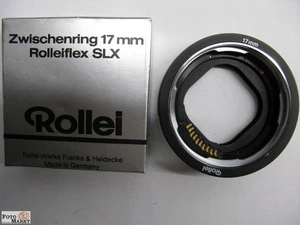 Zwischenring 17 mm
Rolleiflex SLX
Rollei
Rollei-Werke Franke & Heidecke
Made in Germany
17mm
Rollei
FOTO
MARKT